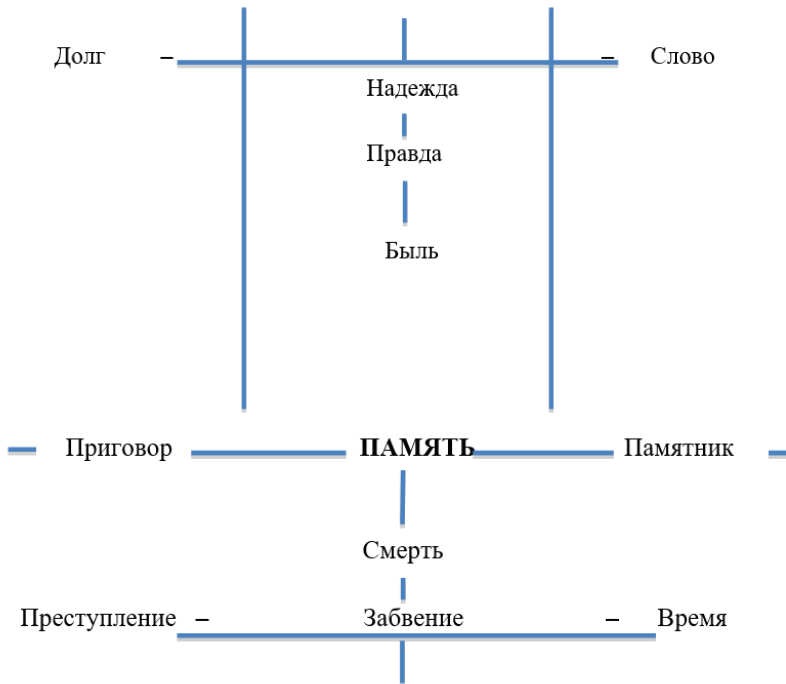 Долг – – Слово
Надежда
Правда
Быль
Приговор ПАМЯТЬ Памятник
Смерть
Преступление – Забвение – Время